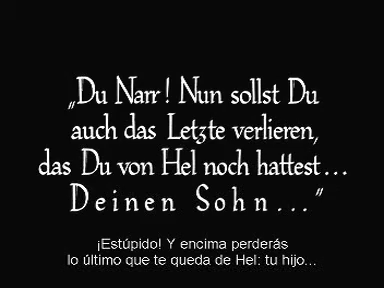 „Du Narr! Nun sollst Du
auch das Letzte verlieren,
das Du von Hel noch hattest...
Deinen Sohn...”
¡Estúpido! Y encima perderás
lo último que te queda de Hel: tu hijo...